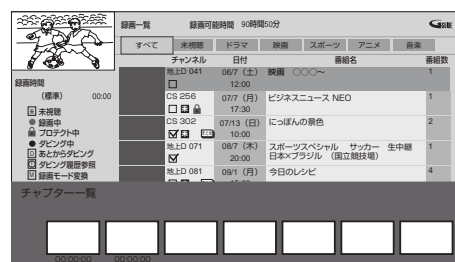 録画一覧 録画可能時間 90時間50分
すべて 未視聴 ドラマ 映画 スポーツ アニメ 音楽
チャンネル 日付 番組名 番組数
録画時間
(標準) 00:00
未視聴
録画中
プロテクト中
ダビング中
あとからダビング
ダビング履歴参照
録画モード変換
地上D 041 06/7 (土) 映画 ○○○〜 1
12:00
CS 256 07/7 (月) ビジネスニュース NEO 1
17:30
CS 302 07/13 (日) にっぽんの景色 2
10:00
地上D 071 08/7 (木) スポーツスペシャル サッカー 生中継 1
20:00 日本×ブラジル (国立競技場)
地上D 081 09/1 (月) 今日のレシピ 4
チャプター一覧
00:00:00 00:00:00